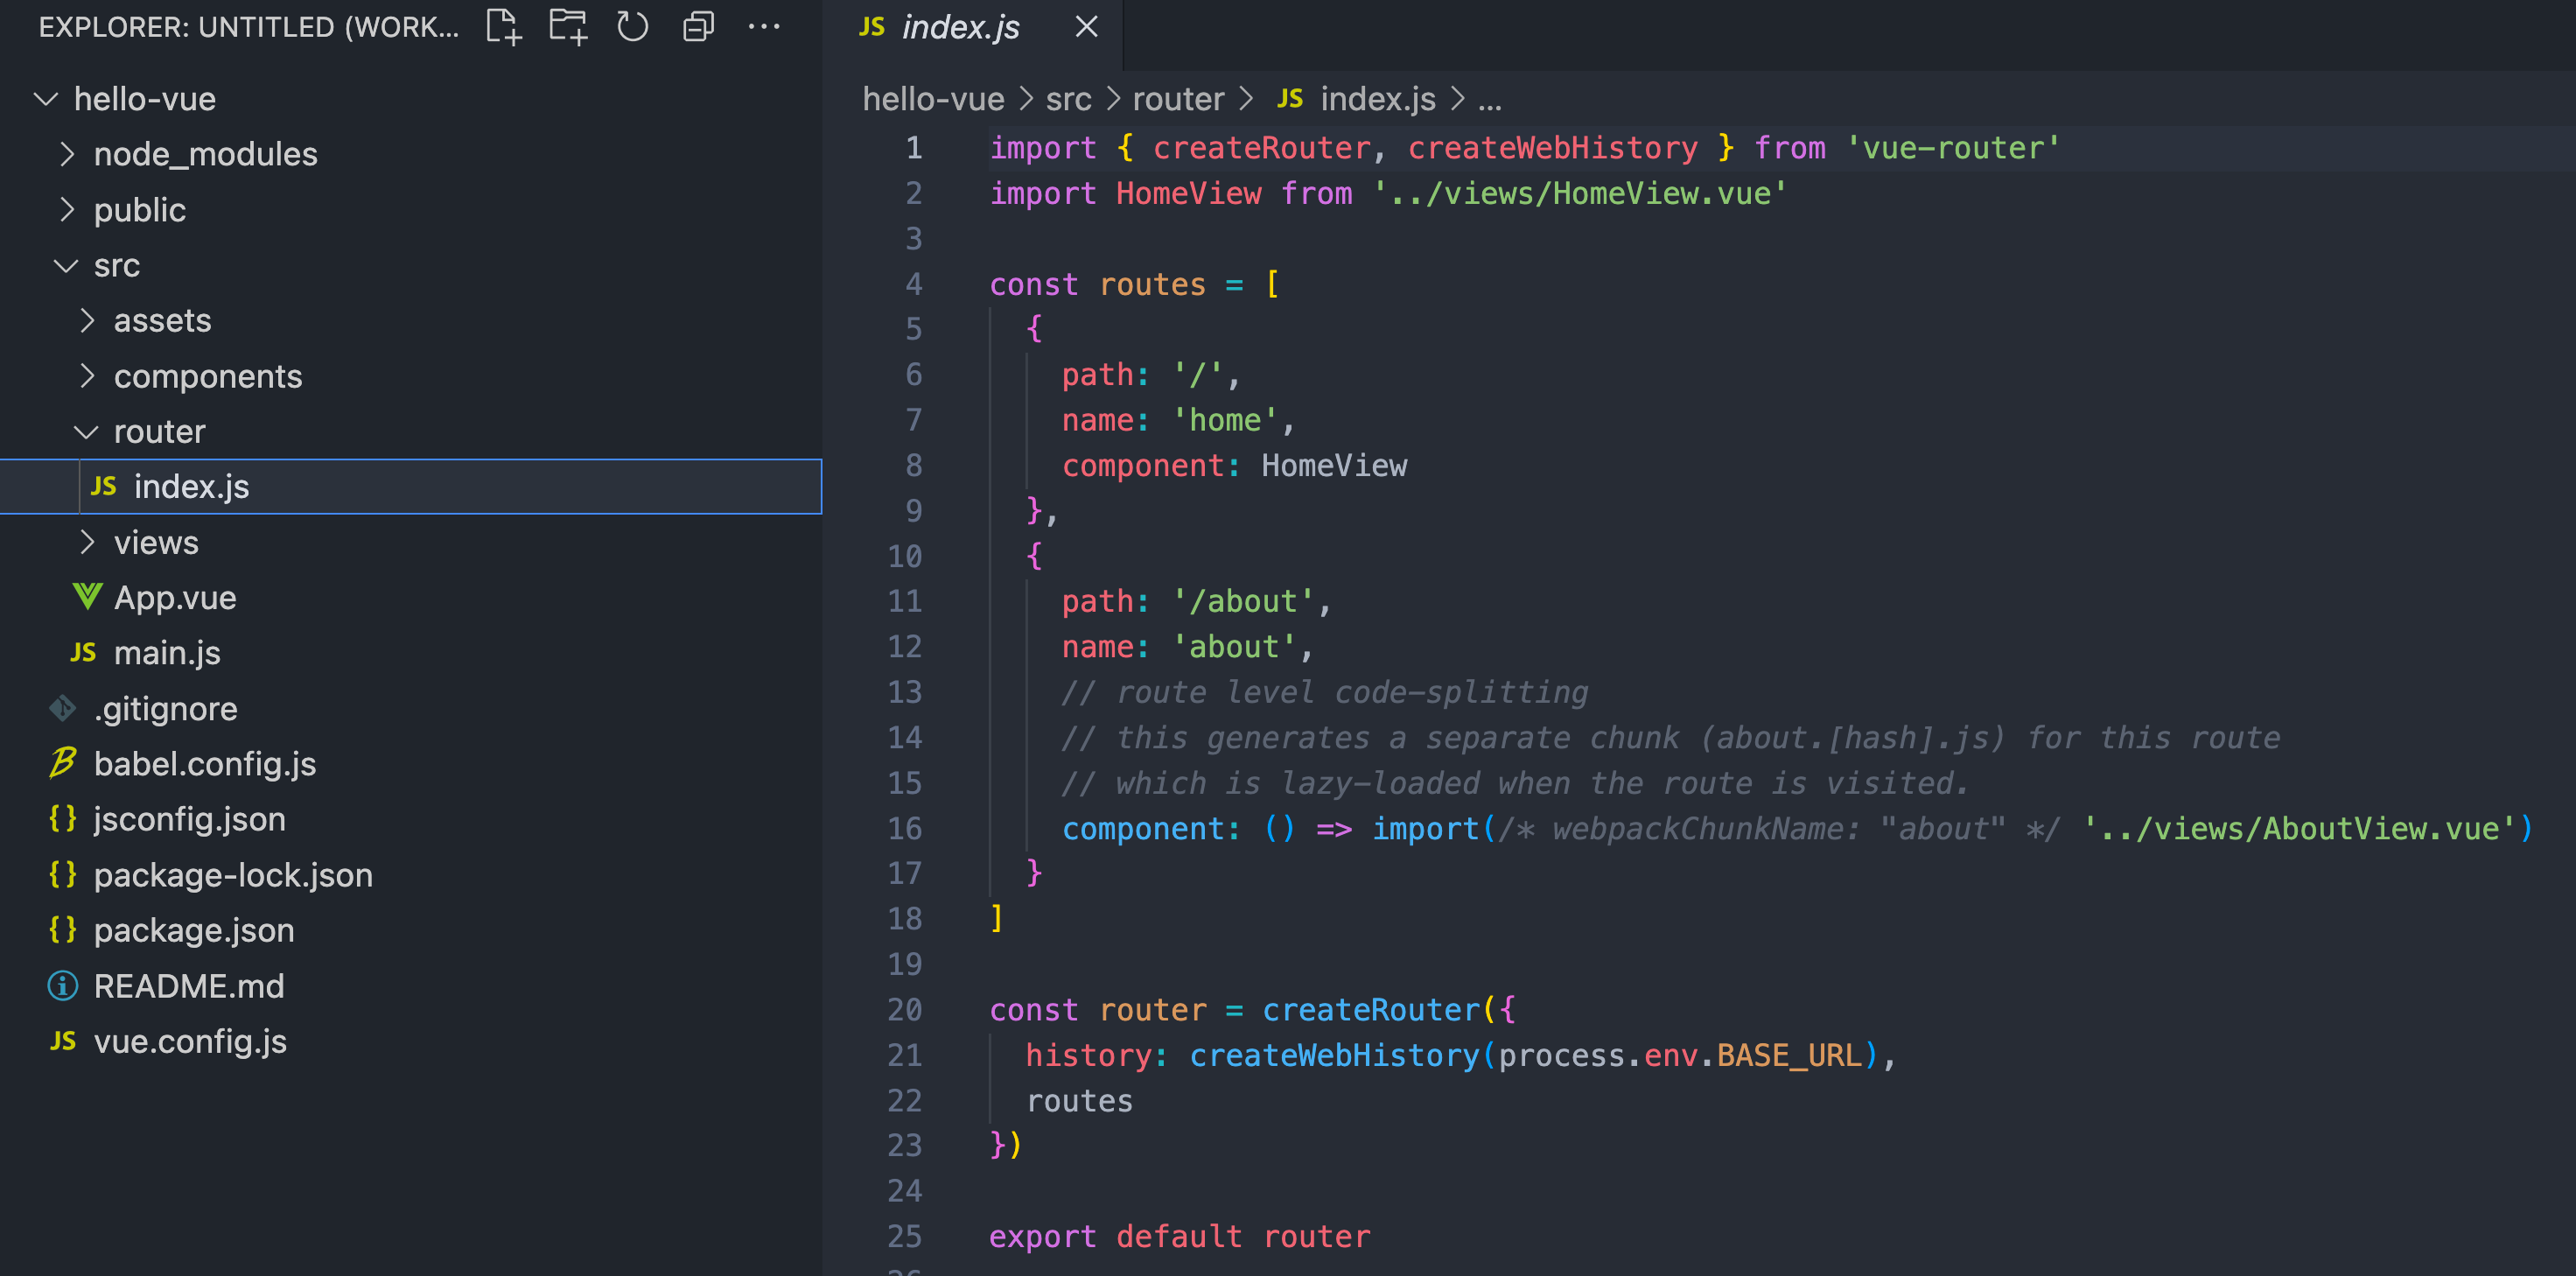 EXPLORER: UNTITLED (WORK...
hello-vue
node_modules
public
src
assets
components
router
JS index.js
views
App.vue
JS main.js
.gitignore
babel.config.js
{} jsconfig.json
{} package-lock.json
{} package.json
README.md
JS vue.config.js
JS index.js
hello-vue > src > router > JS index.js > ...
1 import { createRouter, createWebHistory } from 'vue-router'
2 import HomeView from '../views/HomeView.vue'
3
4 const routes = [
5   {
6     path: '/',
7     name: 'home',
8     component: HomeView
9   },
10   {
11     path: '/about',
12     name: 'about',
13     // route level code-splitting
14     // this generates a separate chunk (about.[hash].js) for this route
15     // which is lazy-loaded when the route is visited.
16     component: () => import(/* webpackChunkName: "about" */ '../views/AboutView.vue')
17   }
18 ]
19
20 const router = createRouter({
21   history: createWebHistory(process.env.BASE_URL),
22   routes
23 })
24
25 export default router